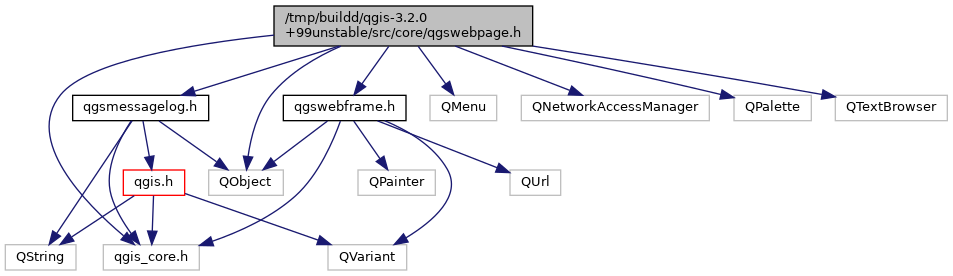 /tmp/buildd/qgis-3.2.0
+99unstable/src/core/qgswebpage.h
qgsmessagelog.h
qgswebframe.h
QMenu
QNetworkAccessManager
QPalette
QTextBrowser
qgis.h
QObject
QPainter
QUrl
QString
qgis_core.h
QVariant